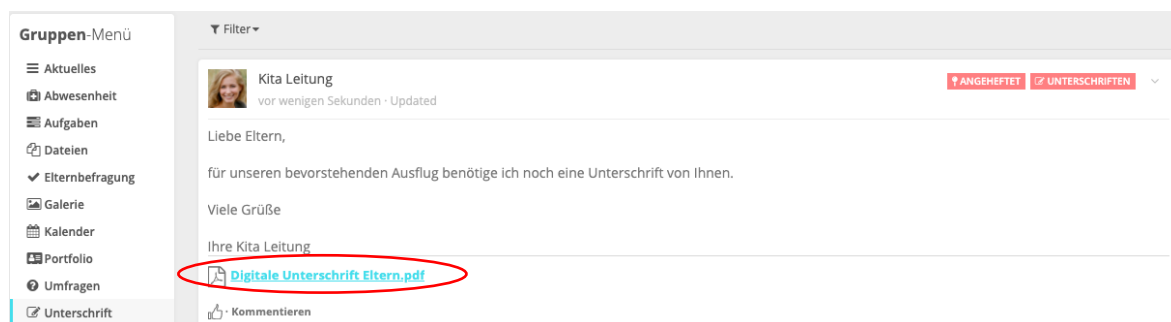 Gruppen-Menü
Aktuelles
Abwesenheit
Aufgaben
Dateien
Elternbefragung
Galerie
Kalender
Portfolio
Umfragen
Unterschrift
Filter
Kita Leitung
vor wenigen Sekunden · Updated
ANGEHEFTET
UNTERSCHRIFTEN
Liebe Eltern,
für unseren bevorstehenden Ausflug benötige ich noch eine Unterschrift von Ihnen.
Viele Grüße
Ihre Kita Leitung
Digitale Unterschrift Eltern.pdf
· Kommentieren